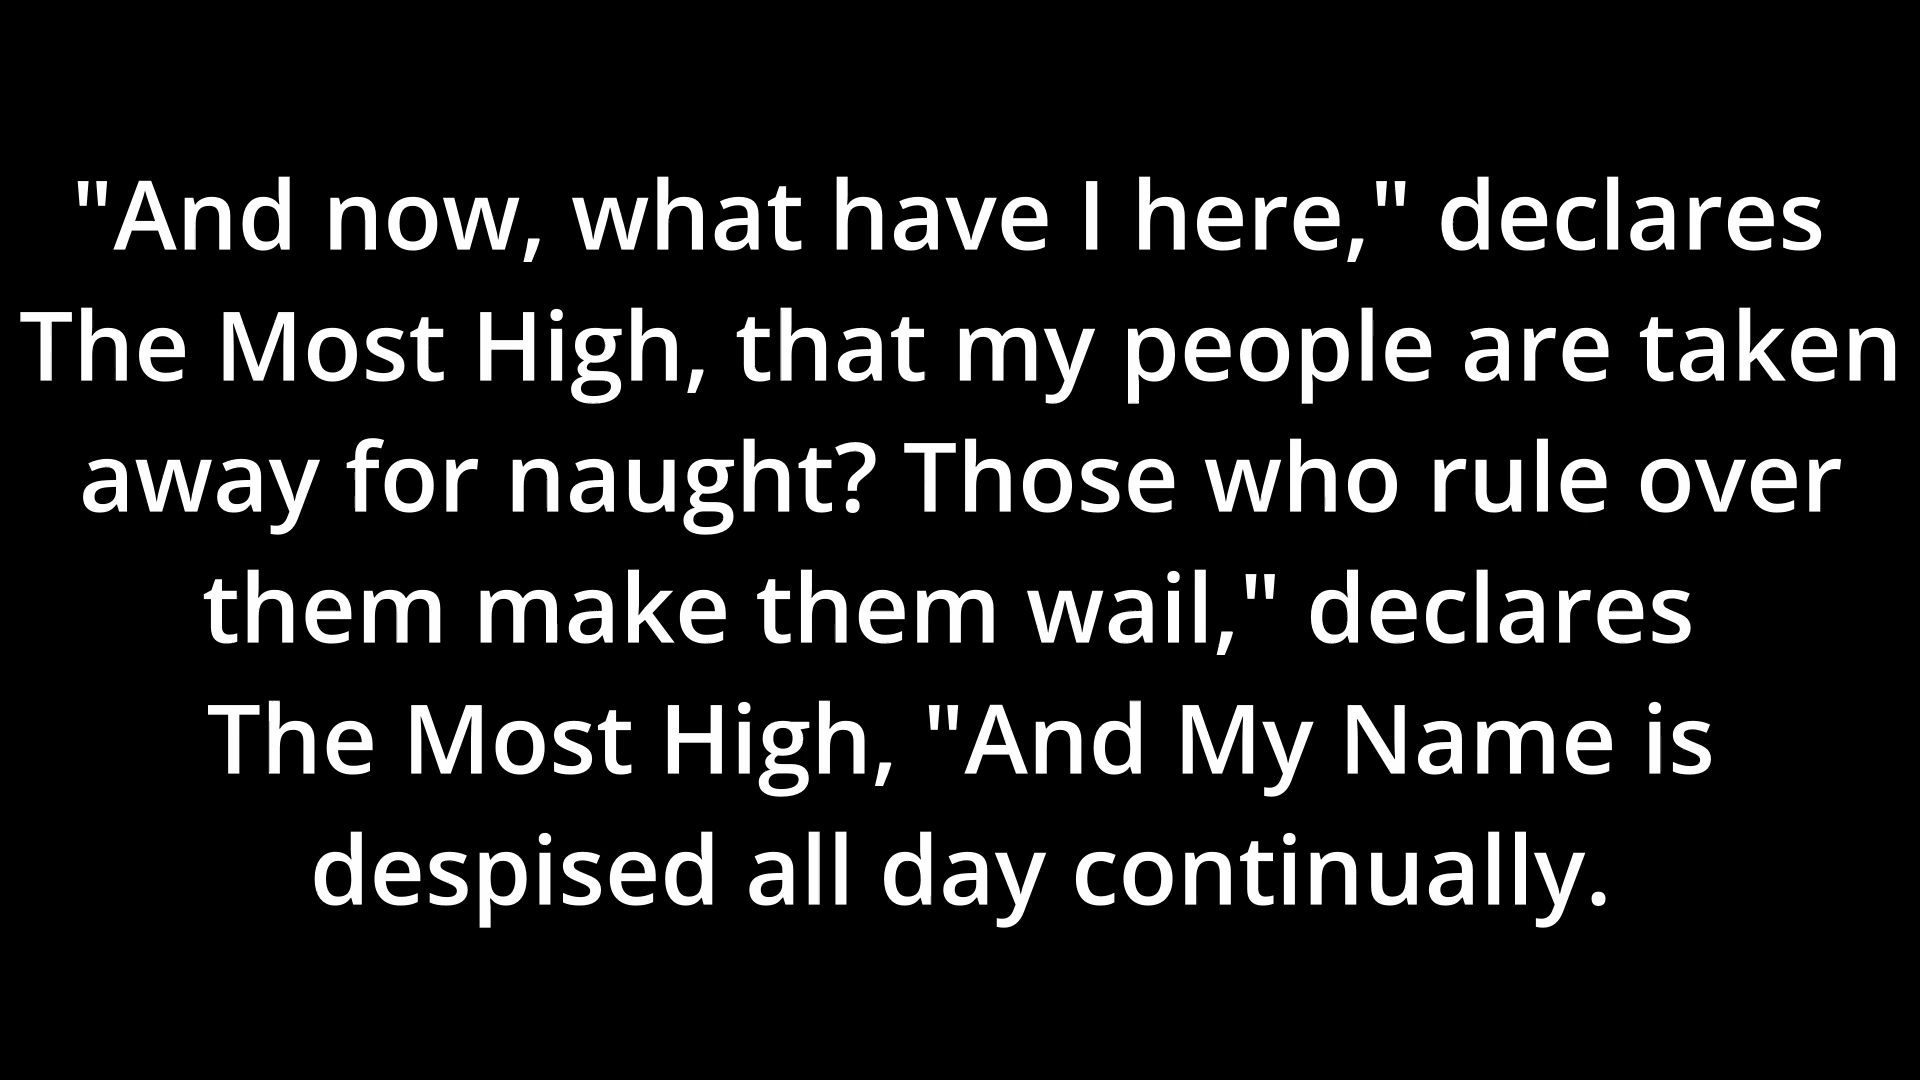 "And now, what have I here," declares
The Most High, that my people are taken
away for naught? Those who rule over
them make them wail," declares
The Most High, "And My Name is
despised all day continually.